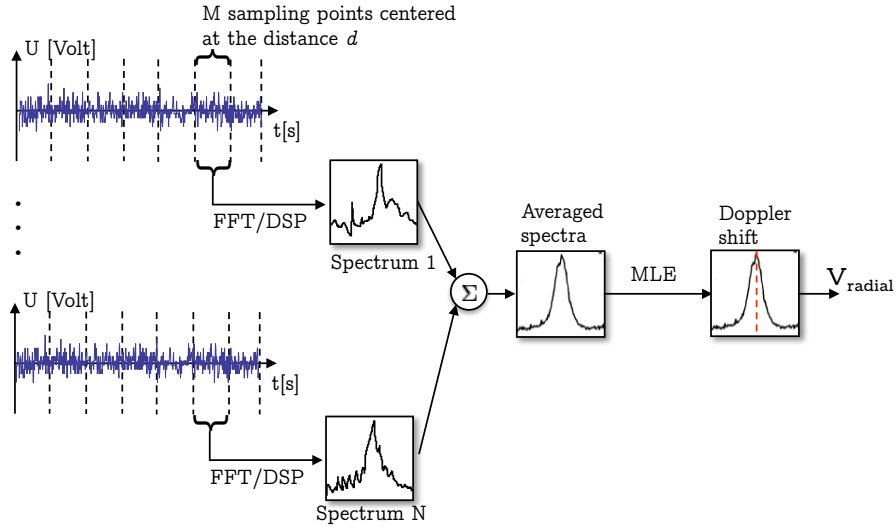 M sampling points centered
at the distance d
U [Volt]
t[s]
FFT/DSP
Spectrum 1
Averaged
spectra
Doppler
shift
Σ
MLE
Vradial
U [Volt]
t[s]
FFT/DSP
Spectrum N